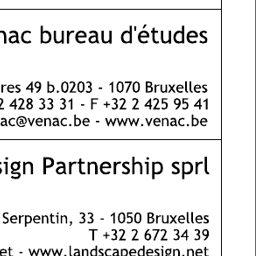 nac bureau d'études
res 49 b.0203 - 1070 Bruxelles
2 428 33 31 - F +32 2 425 95 41
ac@venac.be - www.venac.be
sign Partnership sprl
Serpentin, 33 - 1050 Bruxelles
T +32 2 672 34 39
et - www.landscapedesign.net